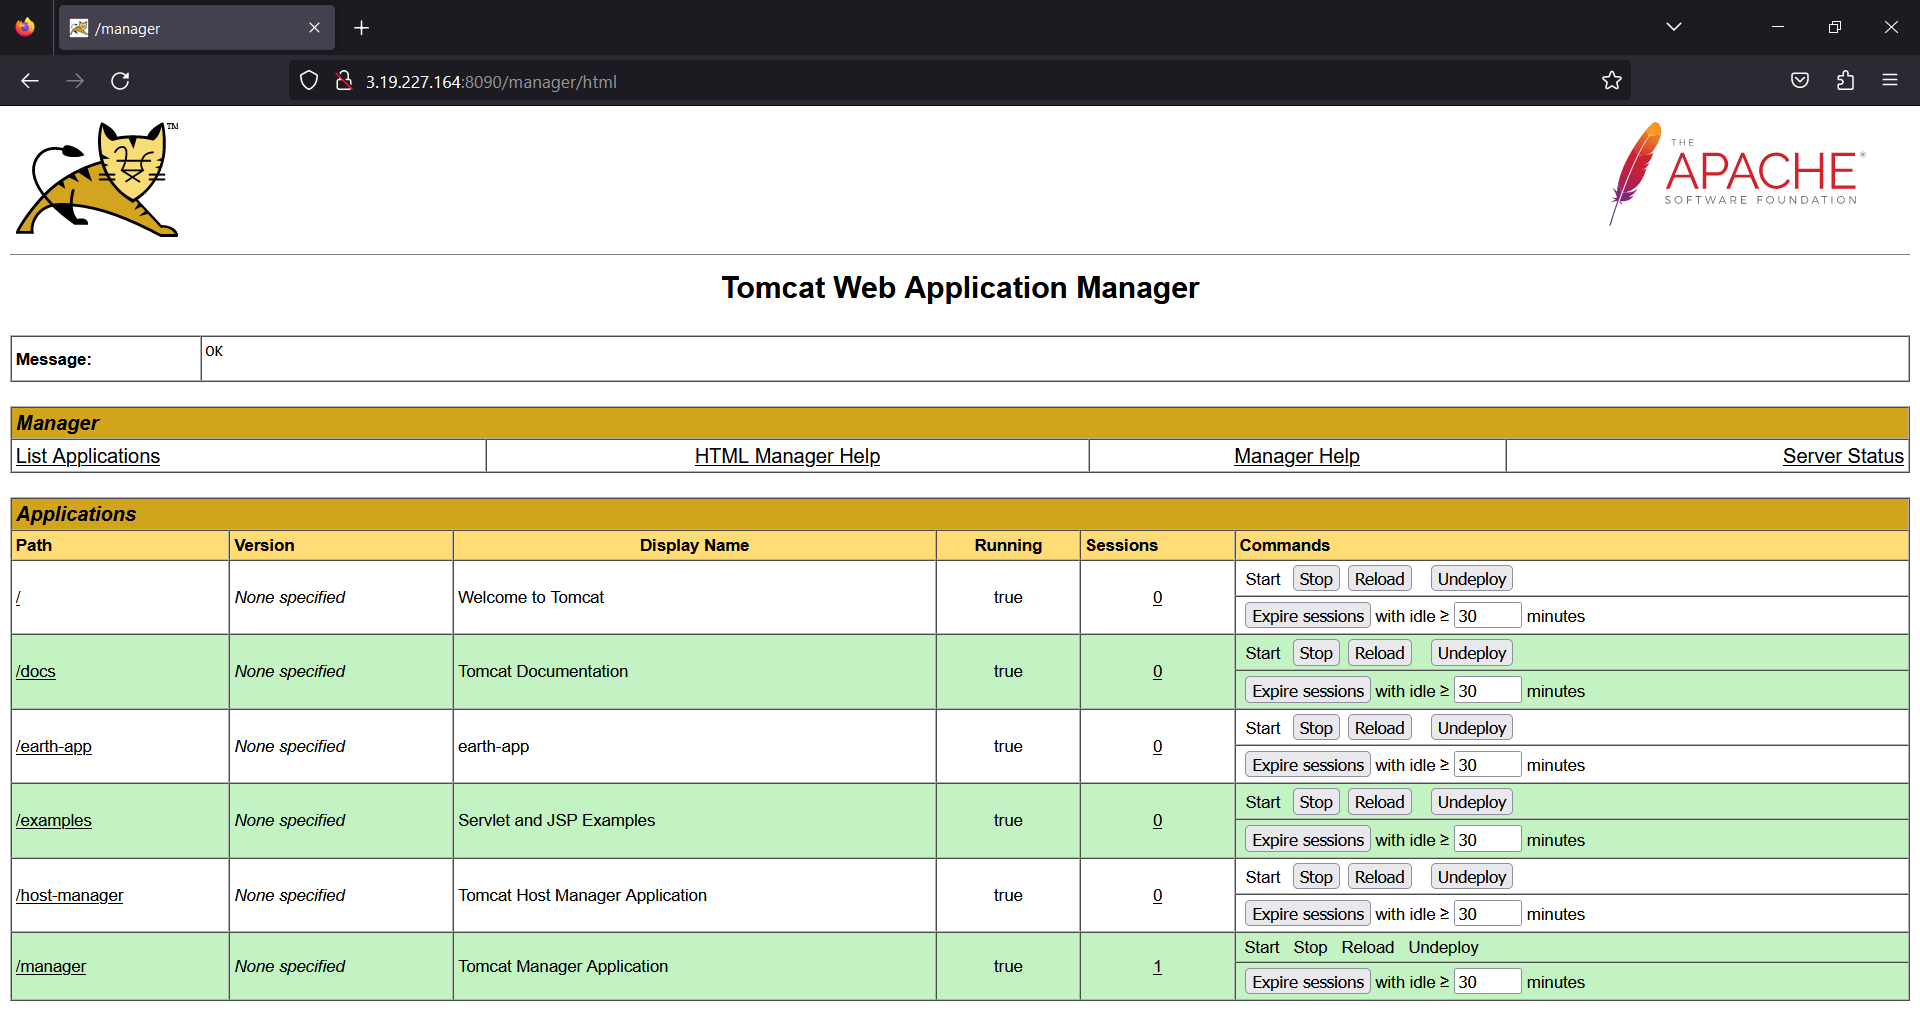 /manager
3.19.227.164:8090/manager/html
TM
THE
APACHE®
SOFTWARE FOUNDATION
Tomcat Web Application Manager
Message: OK
Manager
List Applications HTML Manager Help Manager Help Server Status
Applications
Path Version Display Name Running Sessions Commands
/ None specified Welcome to Tomcat true 0 Start Stop Reload Undeploy
Expire sessions with idle ≥ 30 minutes
/docs None specified Tomcat Documentation true 0 Start Stop Reload Undeploy
Expire sessions with idle ≥ 30 minutes
/earth-app None specified earth-app true 0 Start Stop Reload Undeploy
Expire sessions with idle ≥ 30 minutes
/examples None specified Servlet and JSP Examples true 0 Start Stop Reload Undeploy
Expire sessions with idle ≥ 30 minutes
/host-manager None specified Tomcat Host Manager Application true 0 Start Stop Reload Undeploy
Expire sessions with idle ≥ 30 minutes
/manager None specified Tomcat Manager Application true 1 Start Stop Reload Undeploy
Expire sessions with idle ≥ 30 minutes